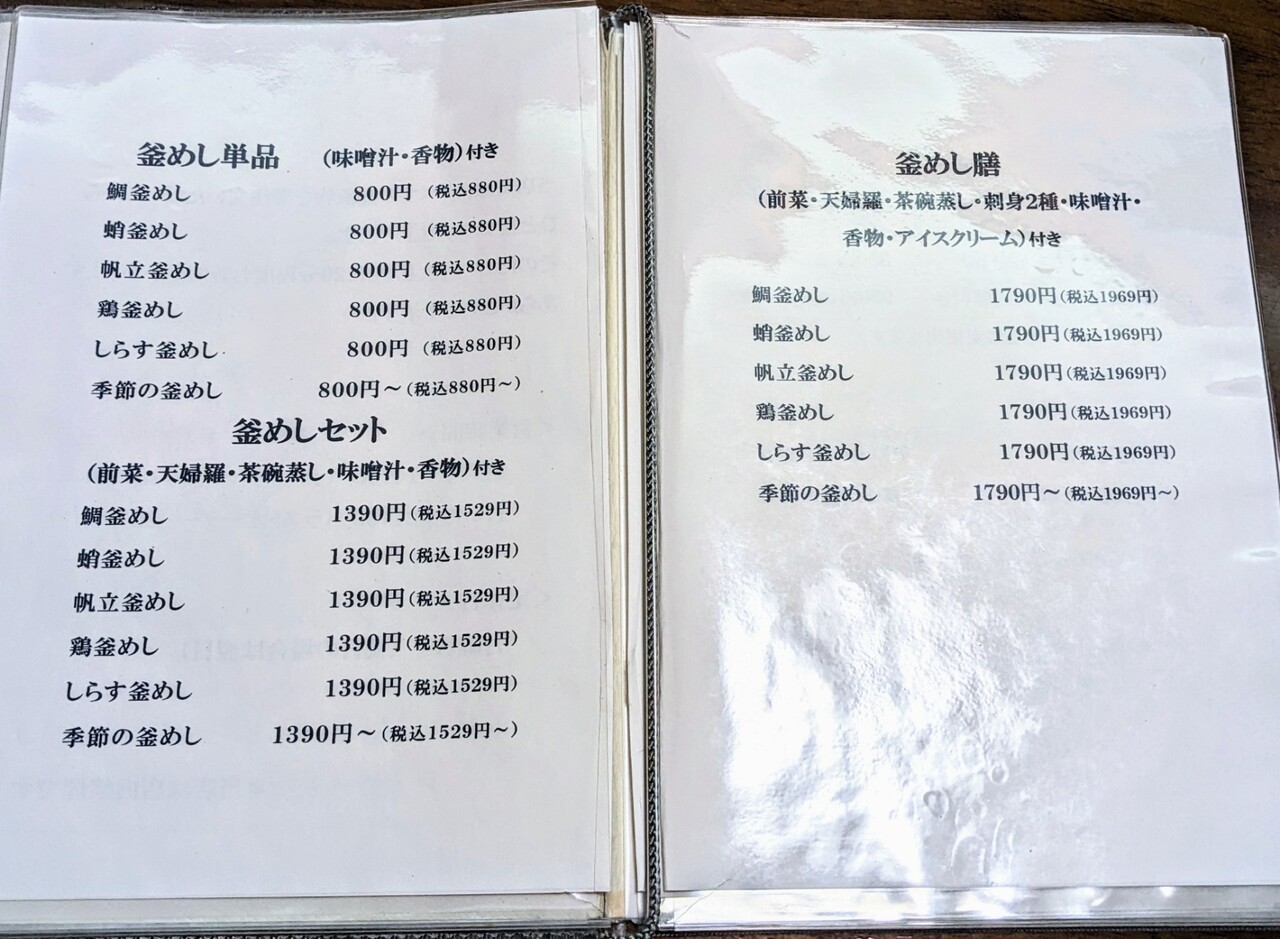 釜めし単品 (味噌汁・香物)付き
鯛釜めし 800円 (税込880円)
蛸釜めし 800円 (税込880円)
帆立釜めし 800円 (税込880円)
鶏釜めし 800円 (税込880円)
しらす釜めし 800円 (税込880円)
季節の釜めし 800円～(税込880円～)
釜めしセット
(前菜・天婦羅・茶碗蒸し・味噌汁・香物)付き
鯛釜めし 1390円(税込1529円)
蛸釜めし 1390円(税込1529円)
帆立釜めし 1390円(税込1529円)
鶏釜めし 1390円(税込1529円)
しらす釜めし 1390円(税込1529円)
季節の釜めし 1390円～(税込1529円～)
釜めし膳
(前菜・天婦羅・茶碗蒸し・刺身2種・味噌汁・
香物・アイスクリーム)付き
鯛釜めし 1790円(税込1969円)
蛸釜めし 1790円(税込1969円)
帆立釜めし 1790円(税込1969円)
鶏釜めし 1790円(税込1969円)
しらす釜めし 1790円(税込1969円)
季節の釜めし 1790円～(税込1969円～)